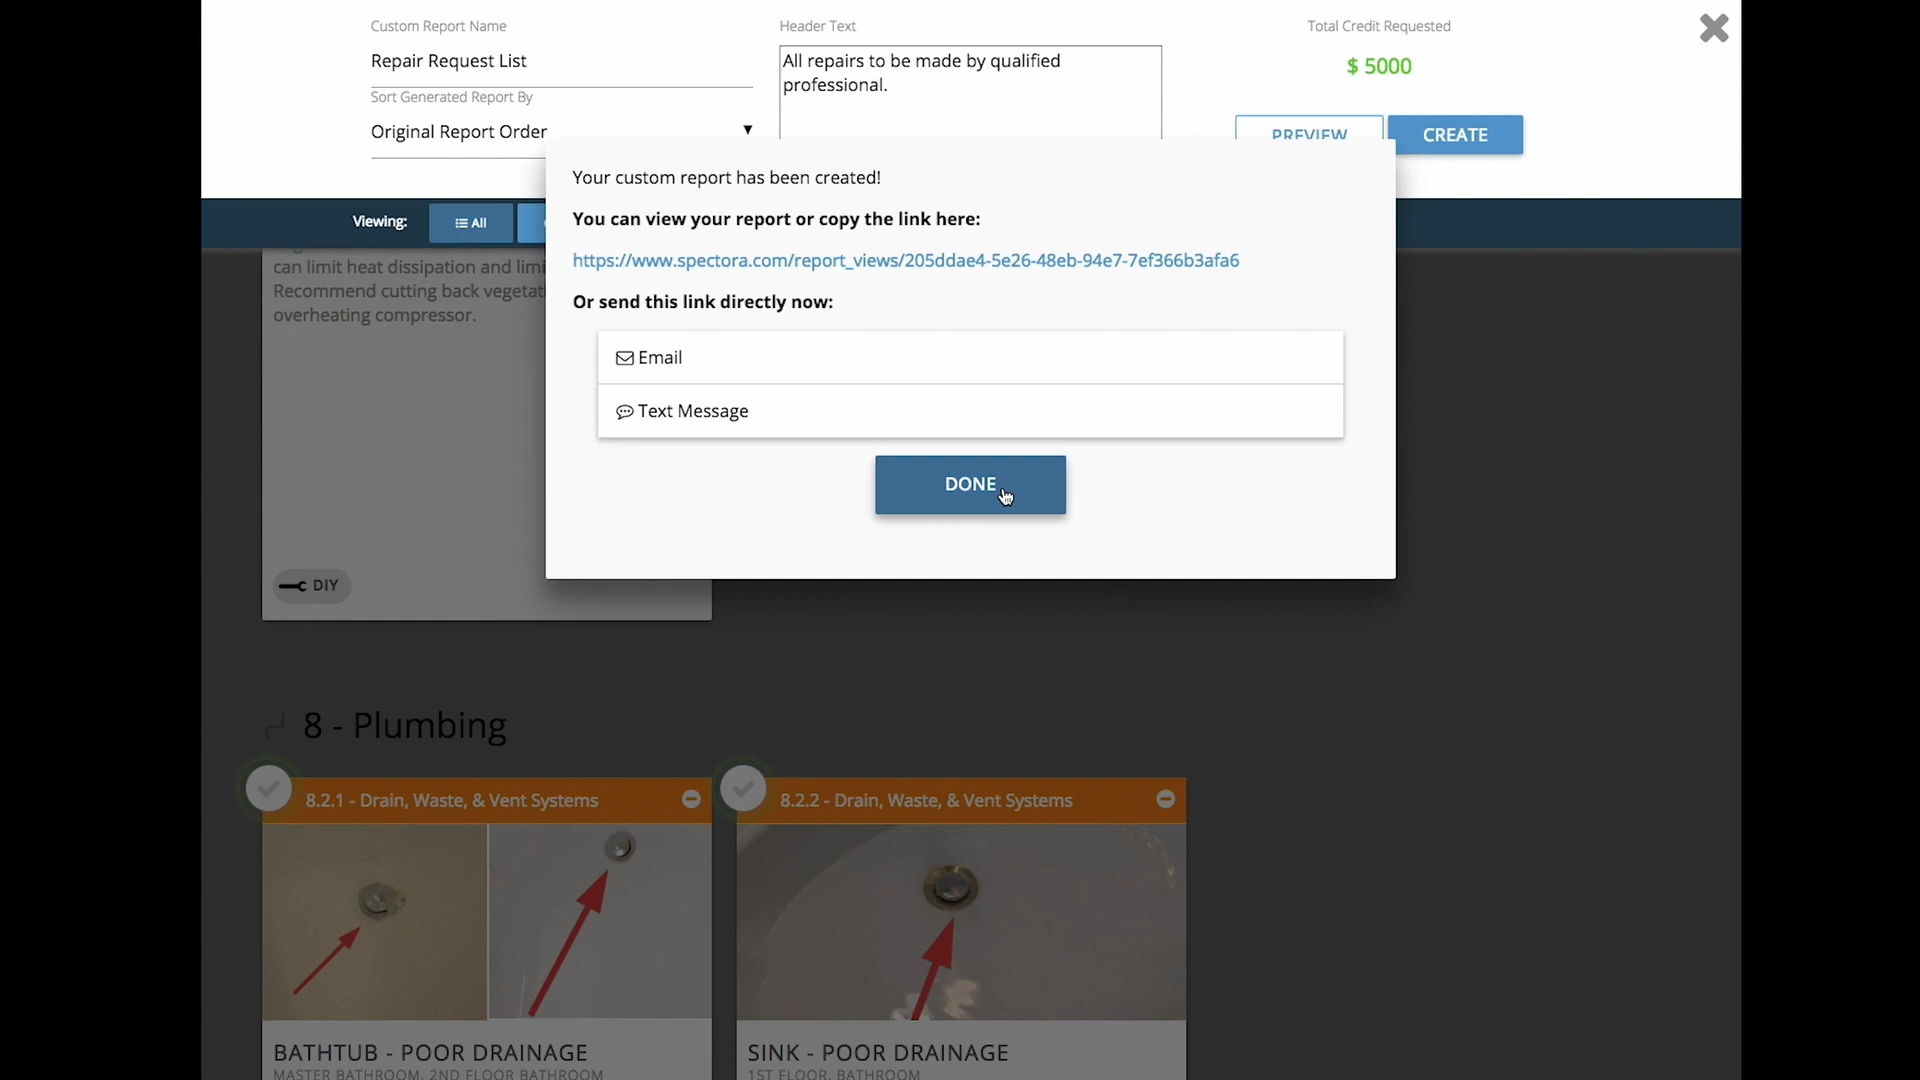 Custom Report Name
Header Text
Total Credit Requested
Repair Request List
All repairs to be made by qualified
professional.
$ 5000
Sort Generated Report By
Original Report Order
PREVIEW
CREATE
Your custom report has been created!
You can view your report or copy the link here:
https://www.spectora.com/report_views/205ddae4-5e26-48eb-94e7-7ef366b3afa6
Or send this link directly now:
Email
Text Message
DONE
Viewing:
All
can limit heat dissipation and
Recommend cutting back
overheating compressor.
DIY
8 - Plumbing
8.2.1 - Drain, Waste, & Vent Systems
8.2.2 - Drain, Waste, & Vent Systems
BATHTUB - POOR DRAINAGE
MASTER BATHROOM, 2ND FLOOR BATHROOM
SINK - POOR DRAINAGE
1ST FLOOR, BATHROOM